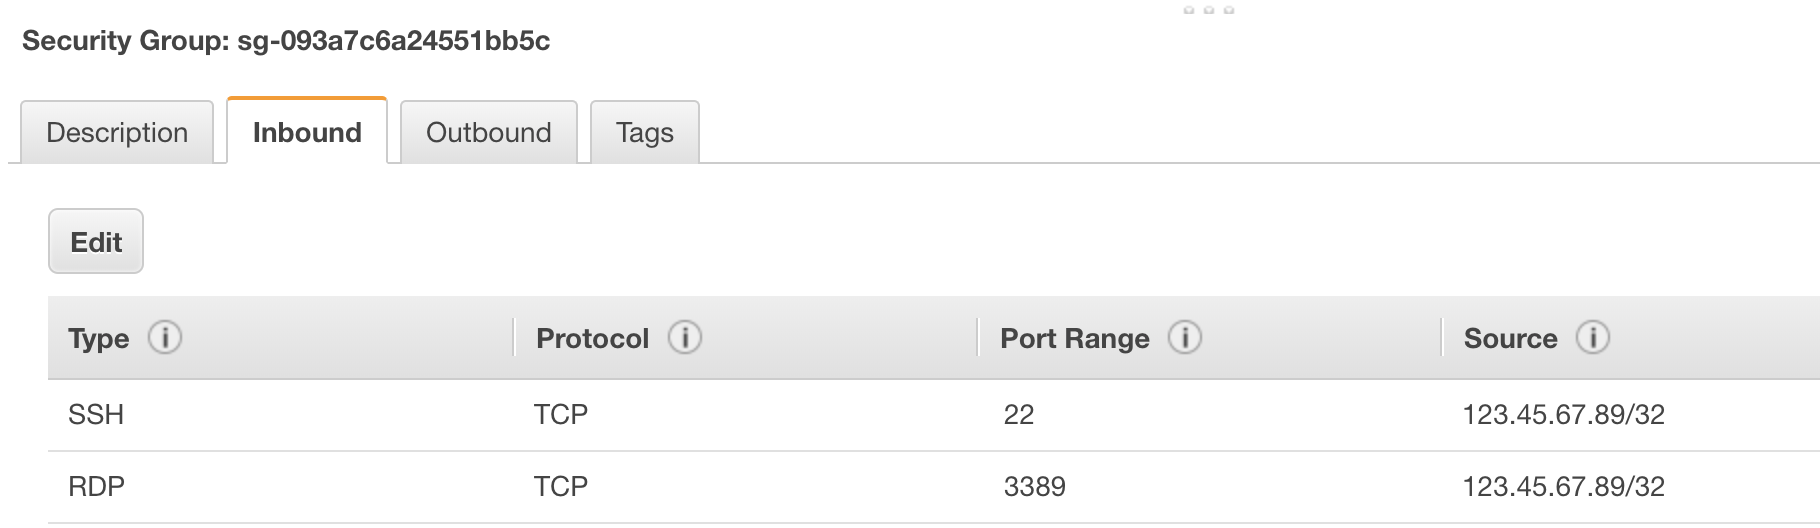 Security Group: sg-093a7c6a24551bb5c
Description Inbound Outbound Tags
Edit
Type i Protocol i Port Range i Source i
SSH TCP 22 123.45.67.89/32
RDP TCP 3389 123.45.67.89/32